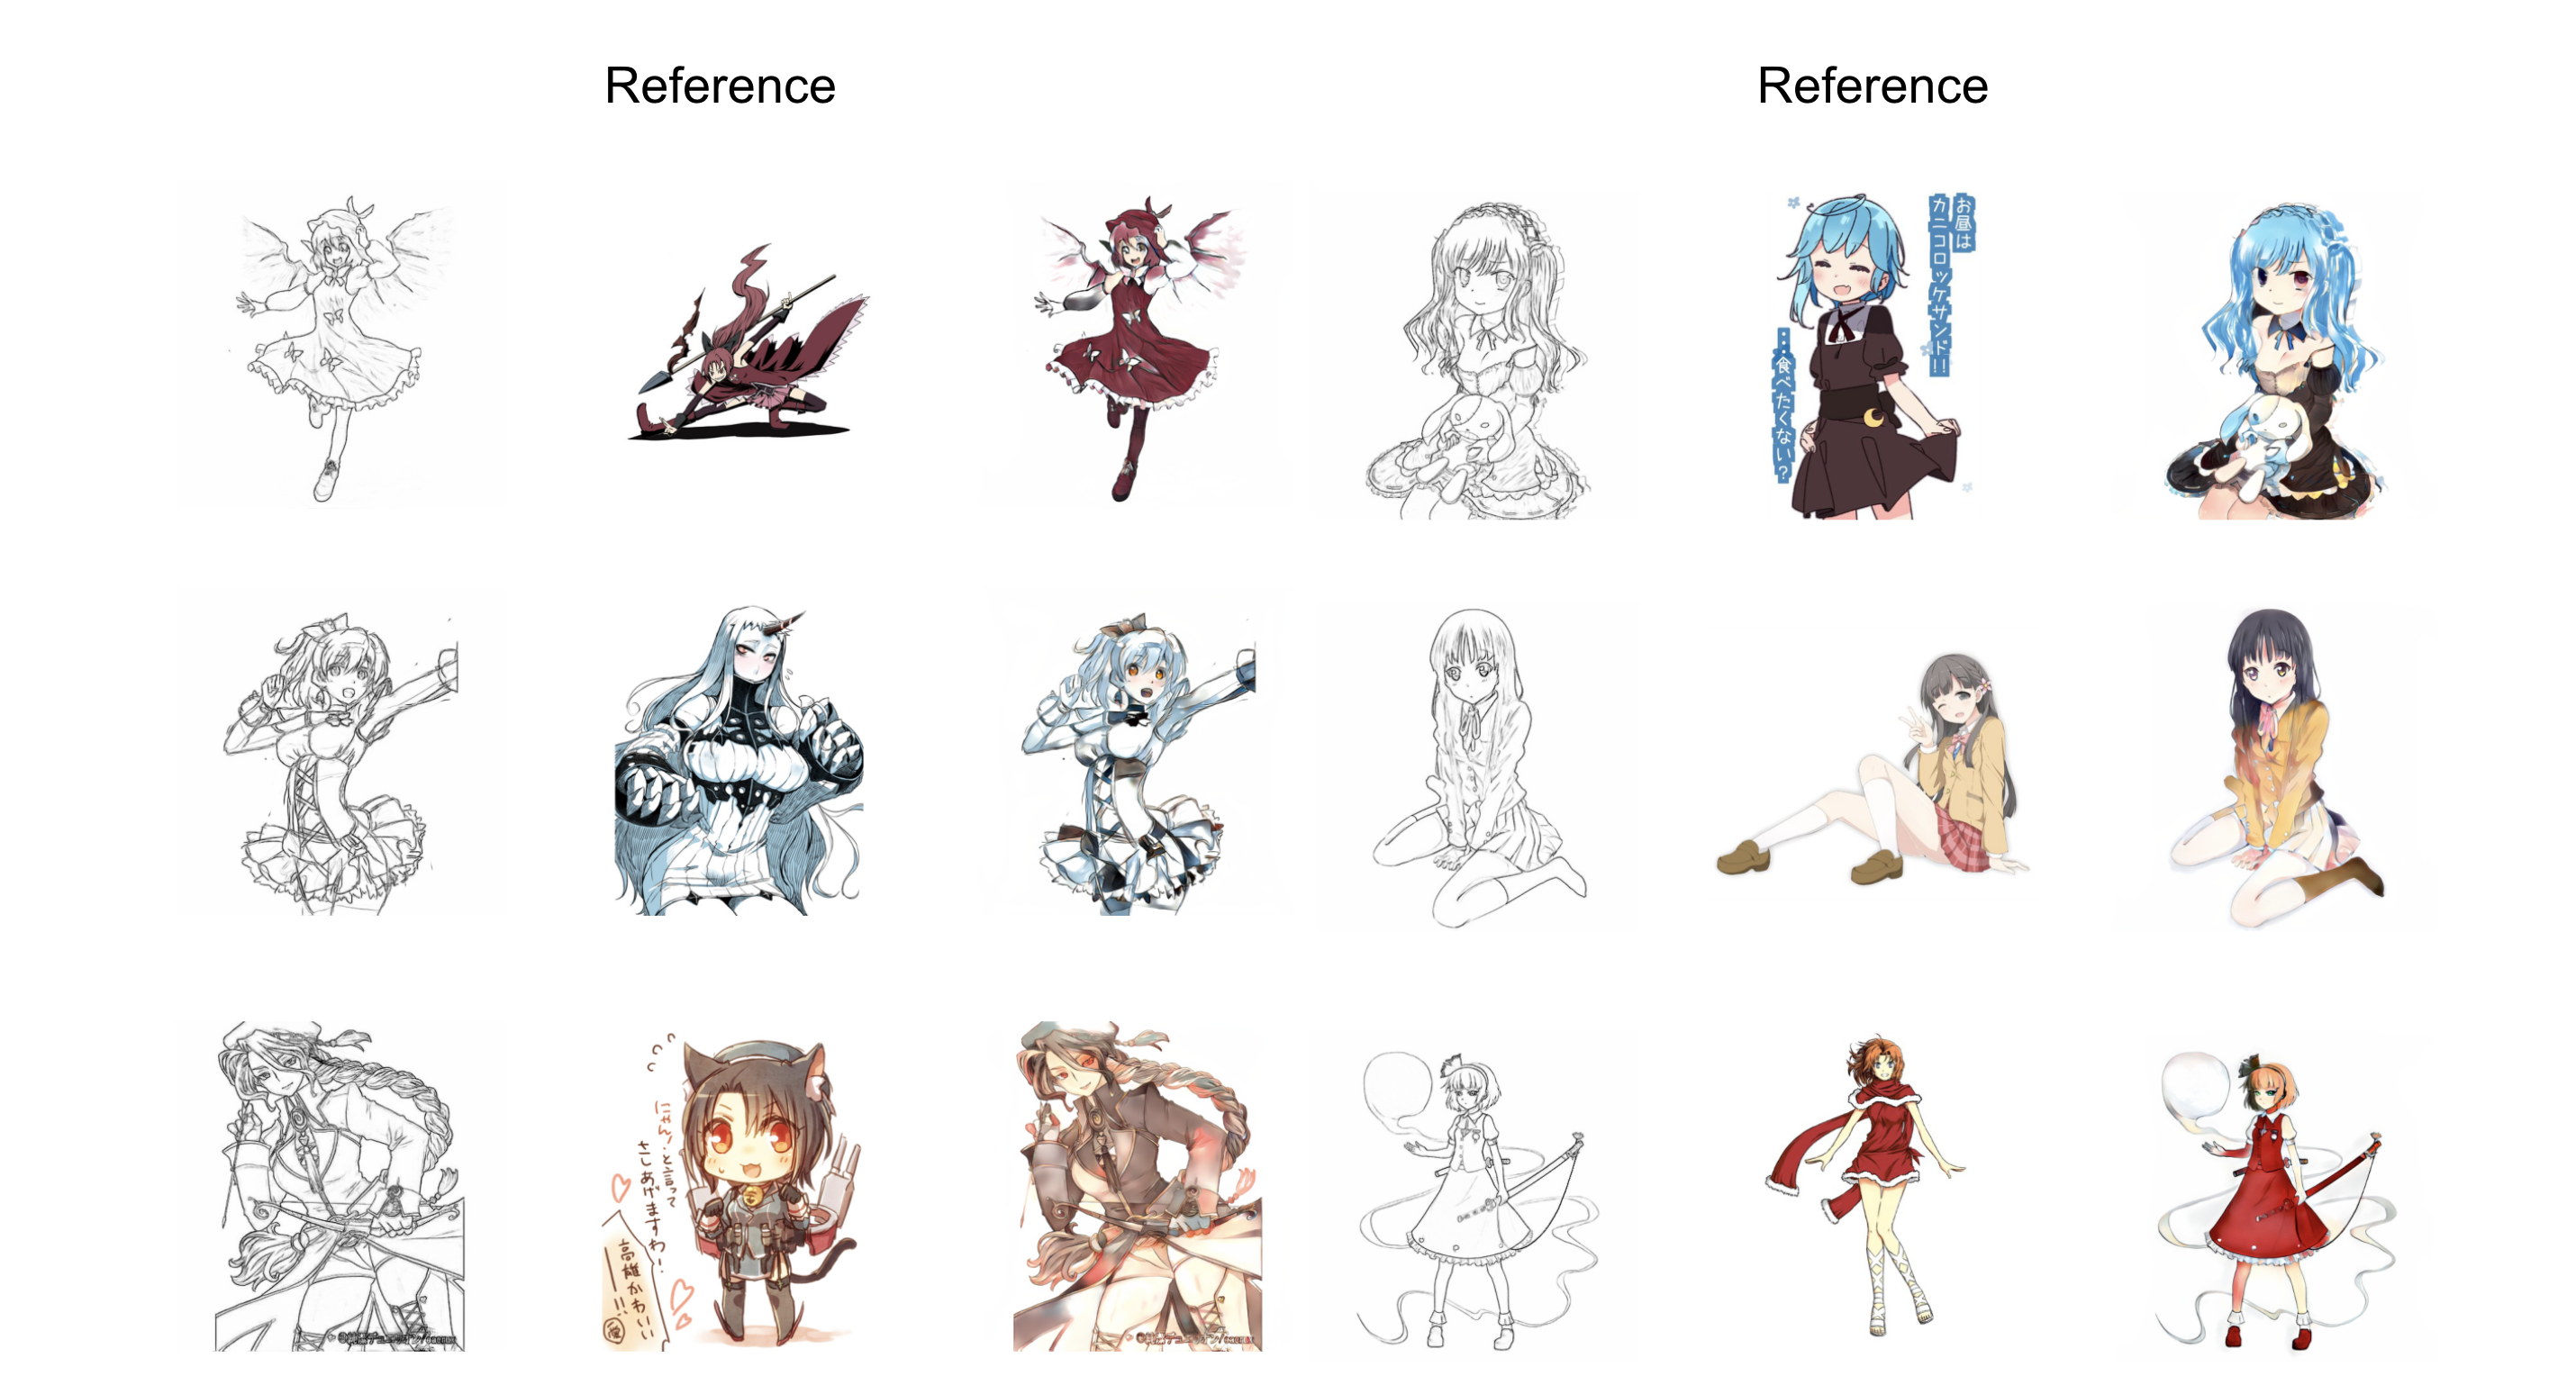 Reference
Reference
お昼は
カニコロッケサンド!!
…食べたくない?
にゃん!と言って
さしあげますわー!
高雄かわいい
!!